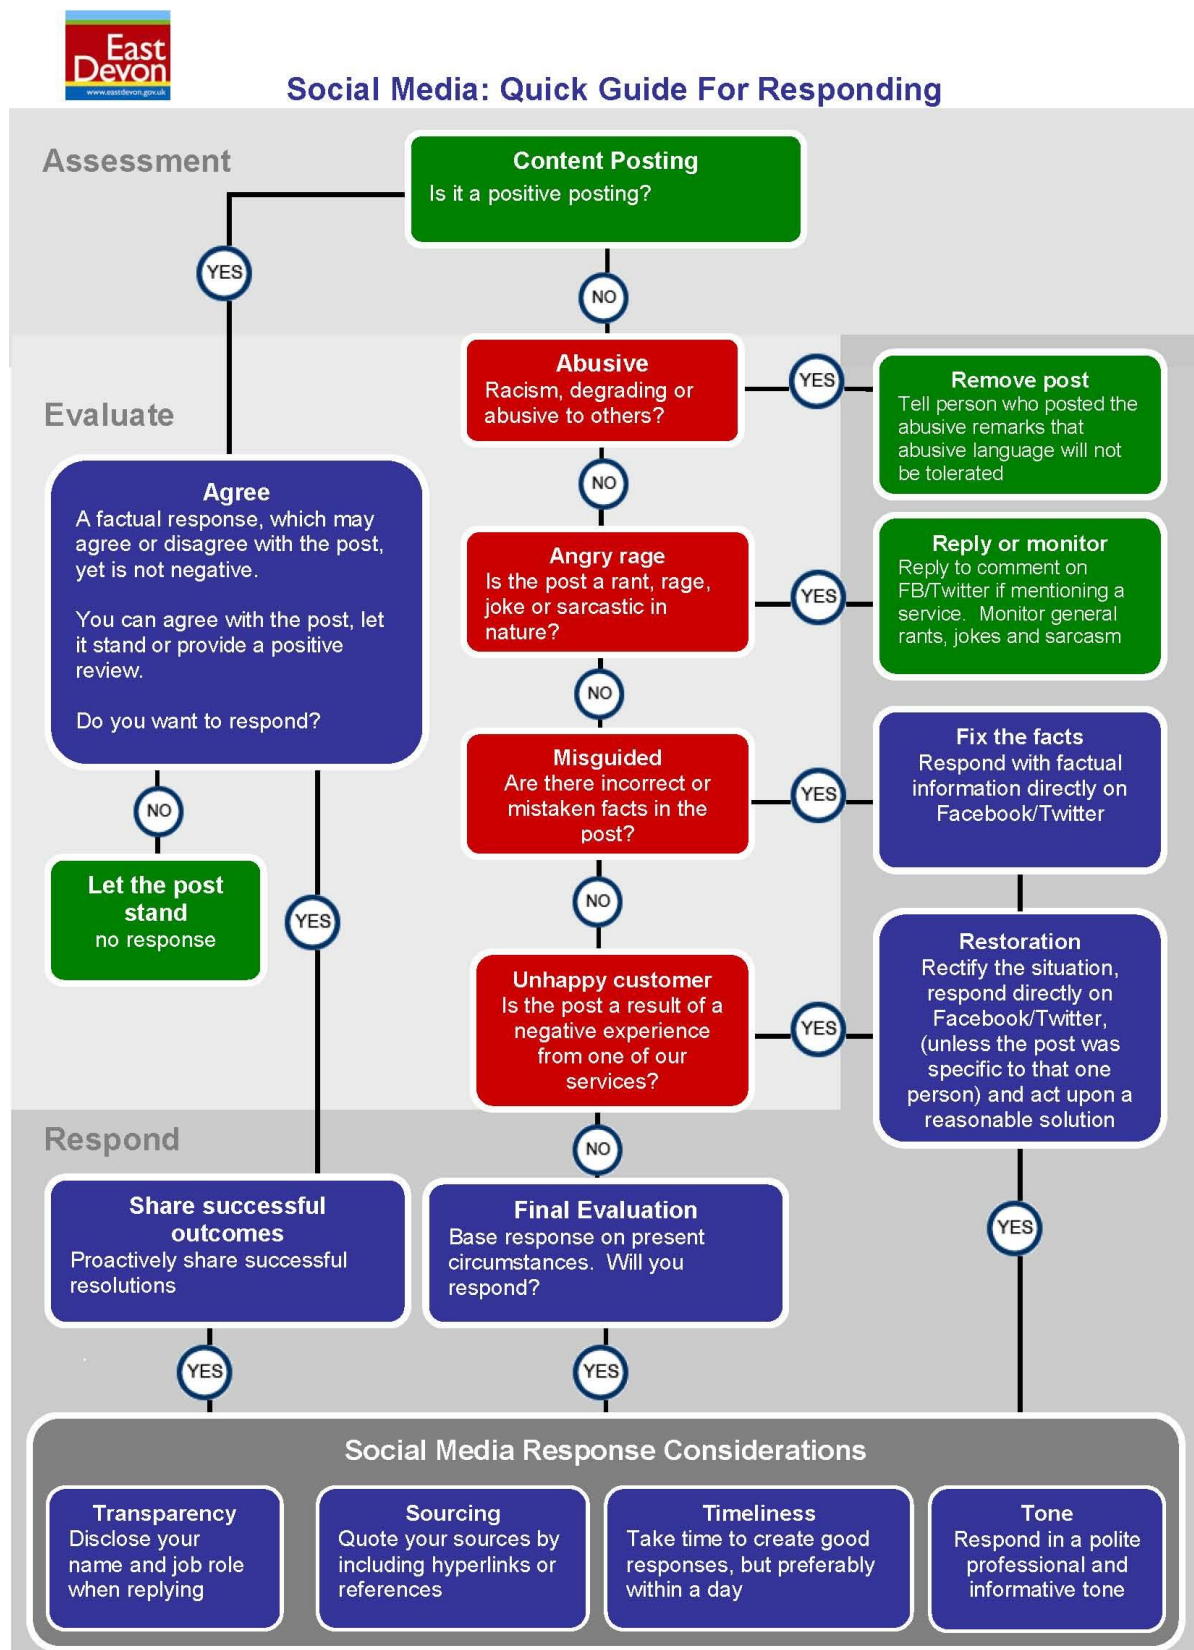 East
Devon
www.eastdevon.gov.uk
Social Media: Quick Guide For Responding
Assessment
Content Posting
Is it a positive posting?
YES
NO
Evaluate
Abusive
Racism, degrading or
abusive to others?
YES
Remove post
Tell person who posted the
abusive remarks that
abusive language will not
be tolerated
NO
Agree
A factual response, which may
agree or disagree with the post,
yet is not negative.
You can agree with the post, let
it stand or provide a positive
review.
Do you want to respond?
Angry rage
Is the post a rant, rage,
joke or sarcastic in
nature?
YES
Reply or monitor
Reply to comment on
FB/Twitter if mentioning a
service.  Monitor general
rants, jokes and sarcasm
NO
Misguided
Are there incorrect or
mistaken facts in the
post?
YES
Fix the facts
Respond with factual
information directly on
Facebook/Twitter
NO
Let the post
stand
no response
YES
NO
Unhappy customer
Is the post a result of a
negative experience
from one of our
services?
YES
Restoration
Rectify the situation,
respond directly on
Facebook/Twitter,
(unless the post was
specific to that one
person) and act upon a
reasonable solution
Respond
NO
YES
Share successful
outcomes
Proactively share successful
resolutions
Final Evaluation
Base response on present
circumstances.  Will you
respond?
YES
YES
Social Media Response Considerations
Transparency
Disclose your
name and job role
when replying
Sourcing
Quote your sources by
including hyperlinks or
references
Timeliness
Take time to create good
responses, but preferably
within a day
Tone
Respond in a polite
professional and
informative tone